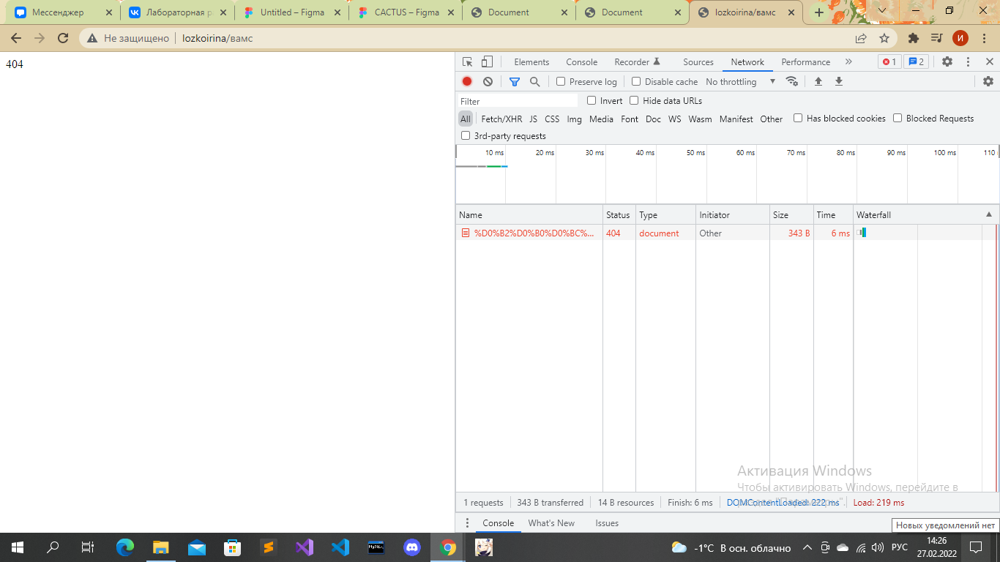 Мессенджер
Лабораторная р
Untitled – Figma
CACTUS – Figma
Document
Document
lozkoirina/вамс
Не защищено
lozkoirina/вамс
И
404
Elements
Console
Recorder
Sources
Network
Performance
1
2
Preserve log
Disable cache
No throttling
Filter
Invert
Hide data URLs
All
Fetch/XHR
JS
CSS
Img
Media
Font
Doc
WS
Wasm
Manifest
Other
Has blocked cookies
Blocked Requests
3rd-party requests
10 ms
20 ms
30 ms
40 ms
50 ms
60 ms
70 ms
80 ms
90 ms
100 ms
110
Name
Status
Type
Initiator
Size
Time
Waterfall
%D0%B2%D0%B0%D0%BC%...
404
document
Other
343 B
6 ms
Активация Windows
Чтобы активировать Windows, перейдите в
раздел "Параметры".
1 requests
343 B transferred
14 B resources
Finish: 6 ms
DOMContentLoaded: 222 ms
Load: 219 ms
Console
What's New
Issues
Новых уведомлений нет
MySQL
-1°C В осн. облачно
РУС
14:26
27.02.2022